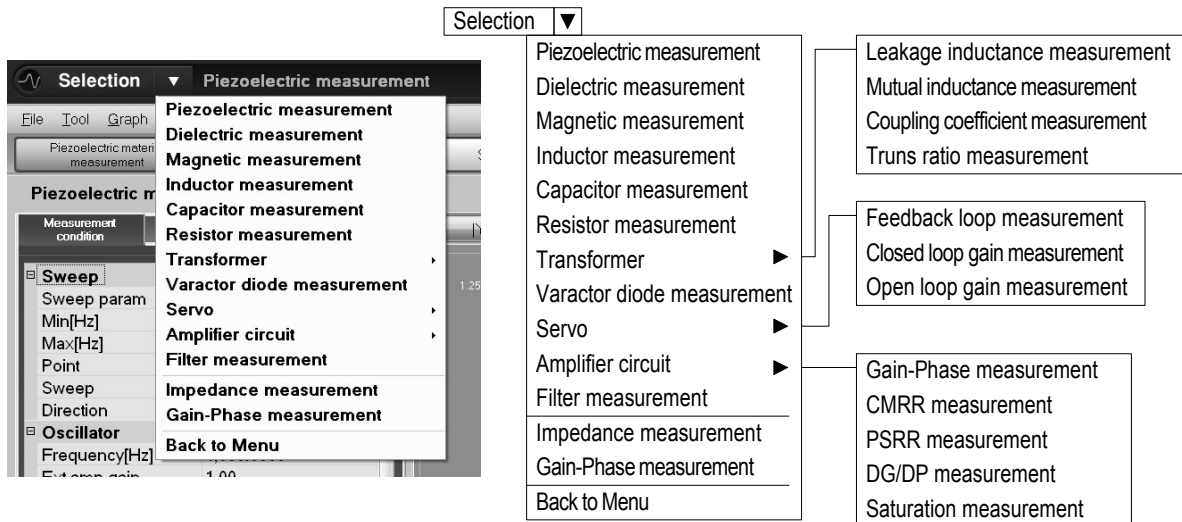 Selection ▼ Piezoelectric measurement
File Tool Graph
Piezoelectric materi
measurement
Piezoelectric m
Measurement
condition
Sweep
Sweep param
Min[Hz]
Max[Hz]
Point
Sweep
Direction
Oscillator
Frequency[Hz]
1.00
1.25
Piezoelectric measurement
Dielectric measurement
Magnetic measurement
Inductor measurement
Capacitor measurement
Resistor measurement
Transformer
Varactor diode measurement
Servo
Amplifier circuit
Filter measurement
Impedance measurement
Gain-Phase measurement
Back to Menu
Selection ▼
Piezoelectric measurement
Dielectric measurement
Magnetic measurement
Inductor measurement
Capacitor measurement
Resistor measurement
Transformer ▶
Varactor diode measurement
Servo ▶
Amplifier circuit ▶
Filter measurement
Impedance measurement
Gain-Phase measurement
Back to Menu
Leakage inductance measurement
Mutual inductance measurement
Coupling coefficient measurement
Truns ratio measurement
Feedback loop measurement
Closed loop gain measurement
Open loop gain measurement
Gain-Phase measurement
CMRR measurement
PSRR measurement
DG/DP measurement
Saturation measurement